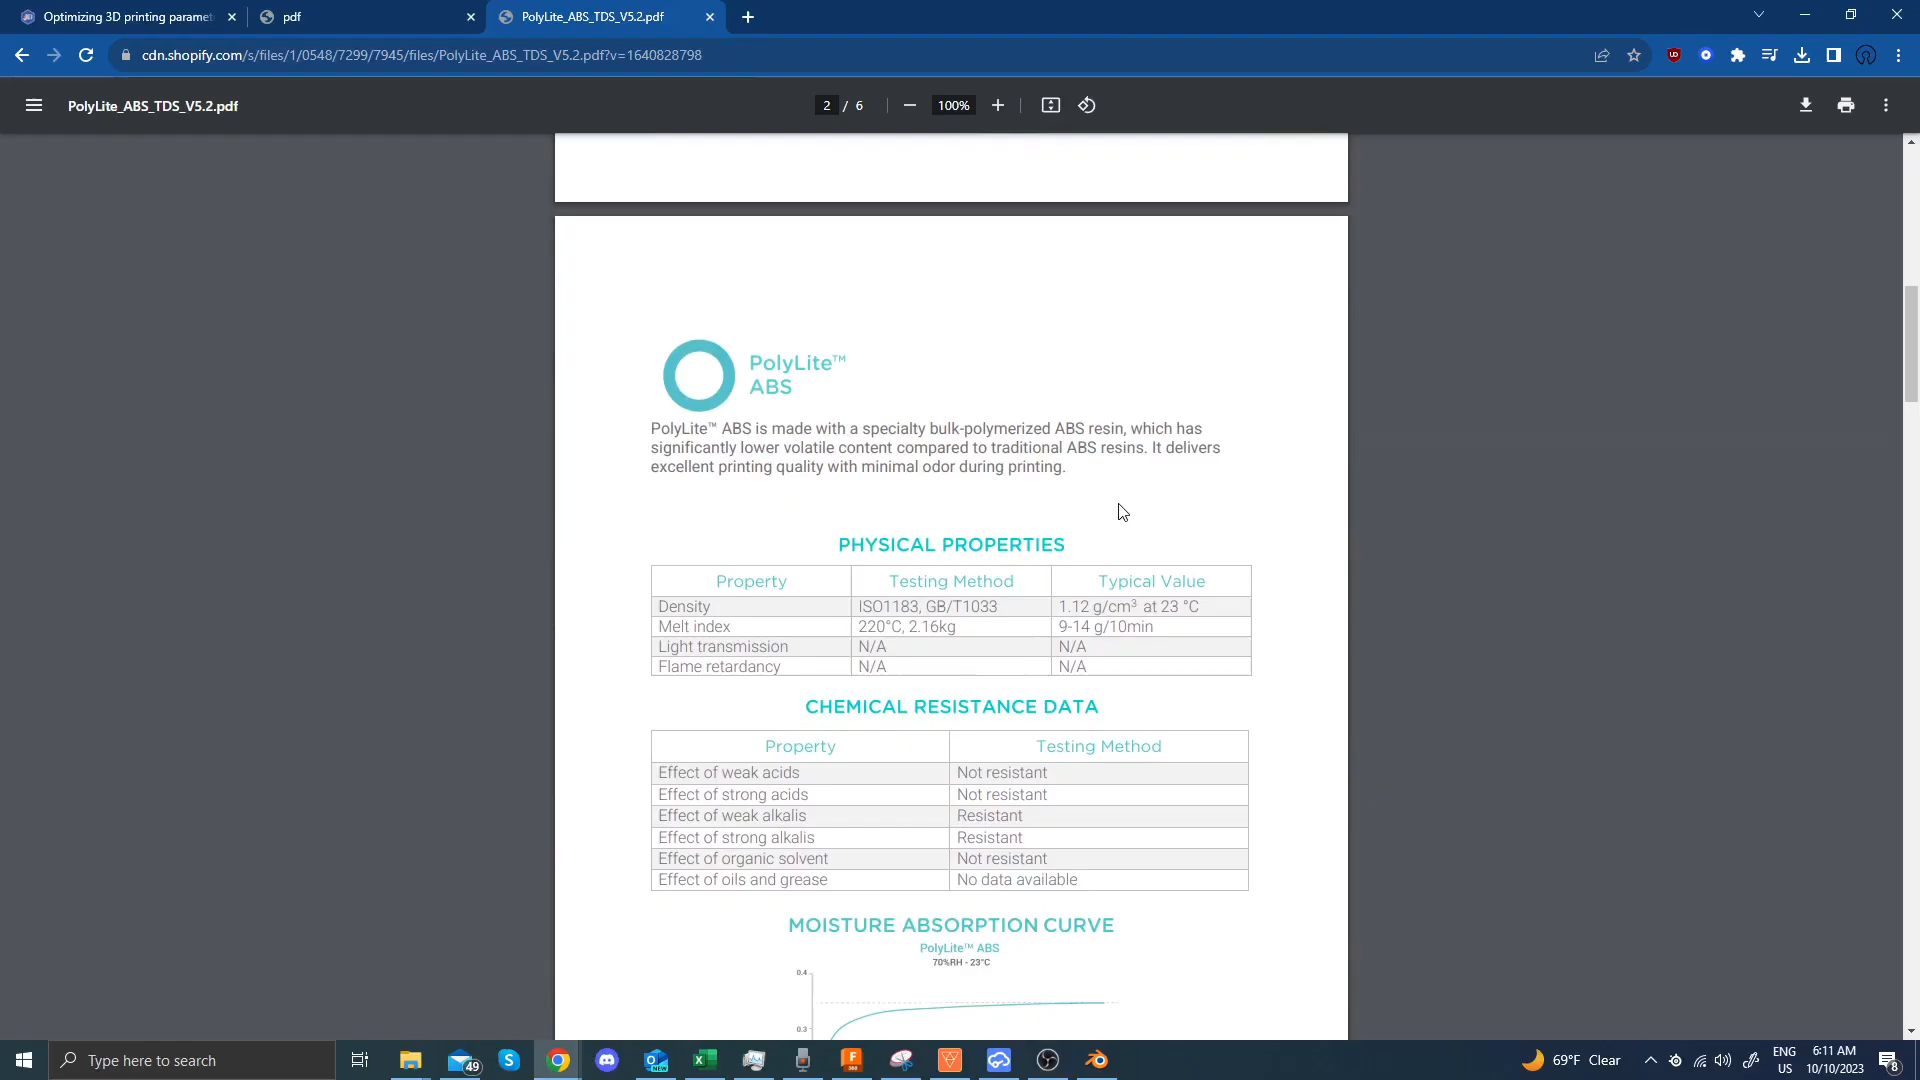 Optimizing 3D printing paramet
pdf
PolyLite_ABS_TDS_V5.2.pdf
cdn.shopify.com/s/files/1/0548/7299/7945/files/PolyLite_ABS_TDS_V5.2.pdf?v=1640828798
PolyLite_ABS_TDS_V5.2.pdf
2 / 6
100%
PolyLite™
ABS
PolyLite™ ABS is made with a specialty bulk-polymerized ABS resin, which has
significantly lower volatile content compared to traditional ABS resins. It delivers
excellent printing quality with minimal odor during printing.
PHYSICAL PROPERTIES
Property Testing Method Typical Value
Density ISO1183, GB/T1033 1.12 g/cm³ at 23 °C
Melt index 220°C, 2.16kg 9-14 g/10min
Light transmission N/A N/A
Flame retardancy N/A N/A
CHEMICAL RESISTANCE DATA
Property Testing Method
Effect of weak acids Not resistant
Effect of strong acids Not resistant
Effect of weak alkalis Resistant
Effect of strong alkalis Resistant
Effect of organic solvent Not resistant
Effect of oils and grease No data available
MOISTURE ABSORPTION CURVE
PolyLite™ ABS
70%RH - 23°C
0.4
0.3
Type here to search
49
69°F Clear
ENG
US
6:11 AM
10/10/2023
8